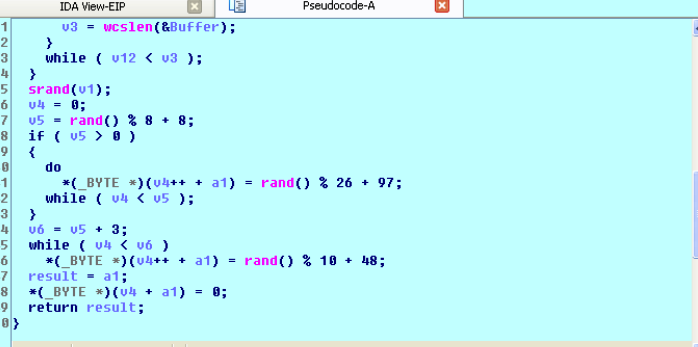 IDA View-EIP Pseudocode-A
1 v3 = wcslen(&Buffer);
2 }
3 while ( v12 < v3 );
4 }
5 srand(v1);
6 v4 = 0;
7 v5 = rand() % 8 + 8;
8 if ( v5 > 0 )
9 {
0 do
1 *(_BYTE *)(v4++ + a1) = rand() % 26 + 97;
2 while ( v4 < v5 );
3 }
4 v6 = v5 + 3;
5 while ( v4 < v6 )
6 *(_BYTE *)(v4++ + a1) = rand() % 10 + 48;
7 result = a1;
8 *(_BYTE *)(v4 + a1) = 0;
9 return result;
0 }